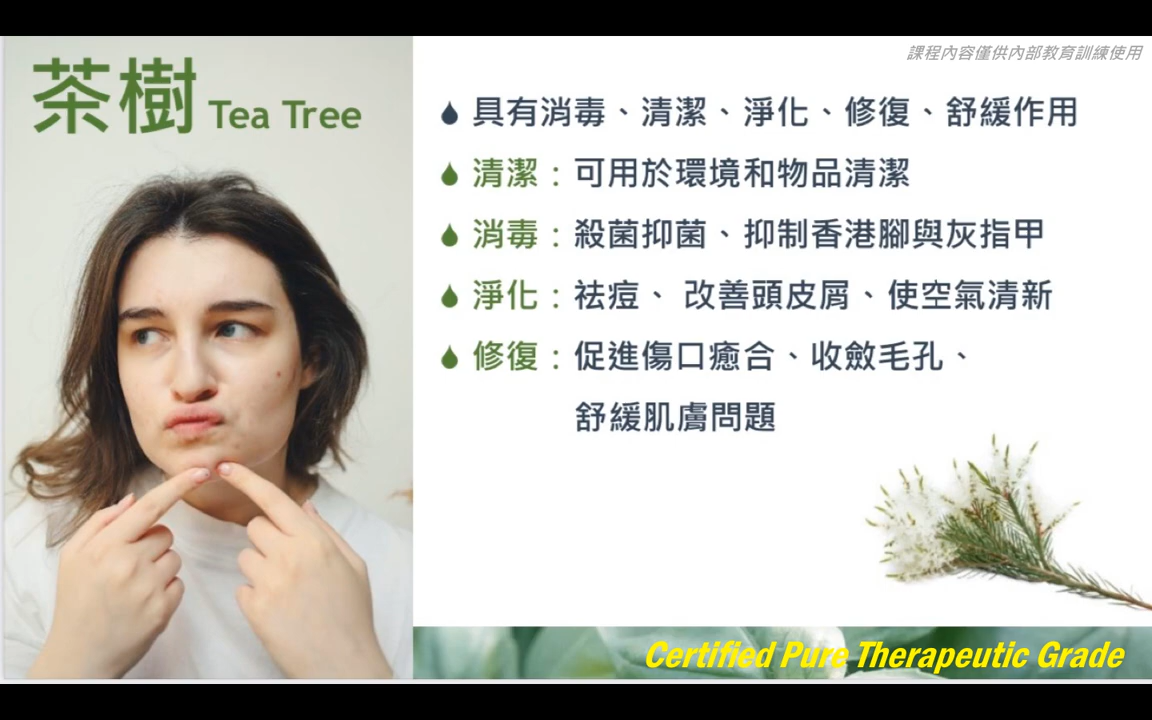 課程內容僅供內部教育訓練使用
茶樹 Tea Tree
具有消毒、清潔、淨化、修復、舒緩作用
清潔：可用於環境和物品清潔
消毒：殺菌抑菌、抑制香港腳與灰指甲
淨化：祛痘、 改善頭皮屑、使空氣清新
修復：促進傷口癒合、收斂毛孔、
舒緩肌膚問題
Certified Pure Therapeutic Grade